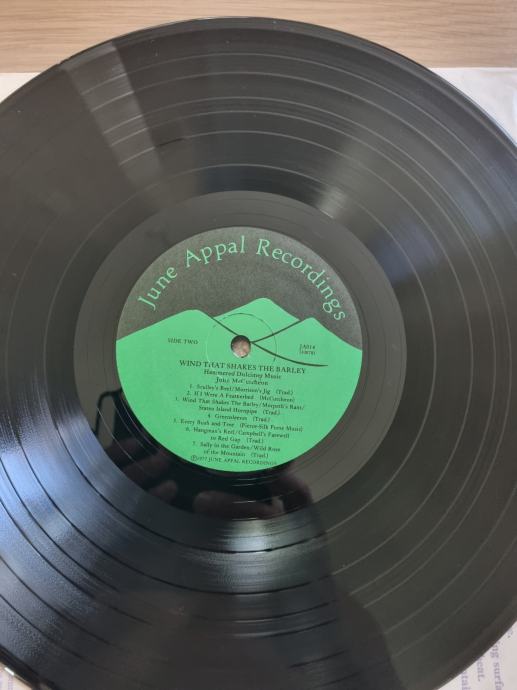 June Appal Recordings
SIDE TWO
JA014
WIND THAT SHAKES THE BARLEY
Hammered Dulcimer Music
John McCutcheon
1. Sculley's Reel/Morrison's Jig (Trad.)
2. If I Were A Featherbed (McCutcheon)
3. Wind That Shakes The Barley/Morpeth's Rant/
Staten Island Hornpipe (Trad.)
4. Greensleeves (Trad.)
5. Every Bush and Tree (Pierce-Silk Purse Music)
6. Hangman's Reel/Campbell's Farewell
to Red Gap (Trad.)
7. Sally in the Garden/Wild Rose
of the Mountain (Trad.)
Ⓟ1977 JUNE APPAL RECORDINGS